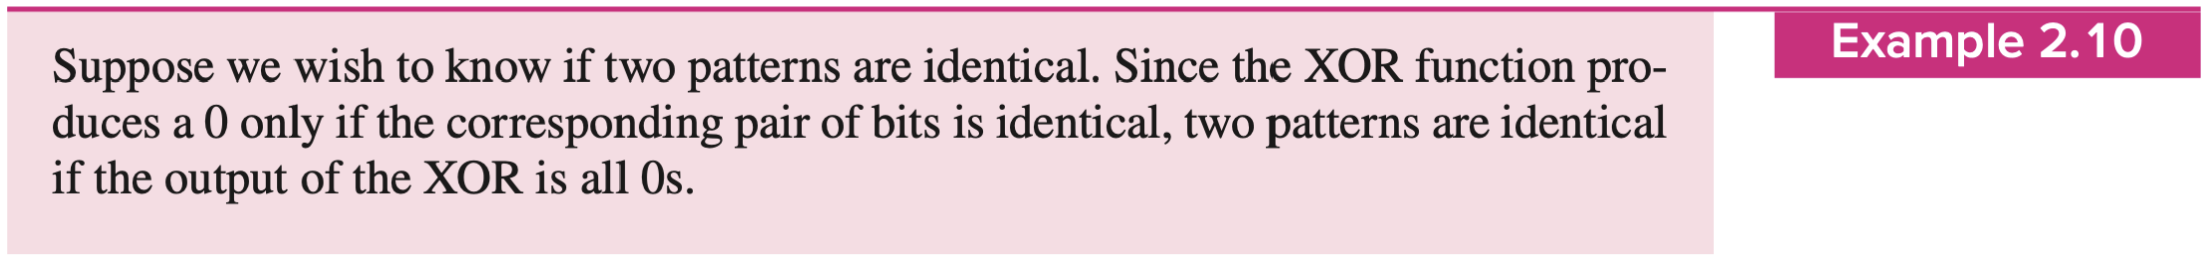 Example 2.10
Suppose we wish to know if two patterns are identical. Since the XOR function pro-
duces a 0 only if the corresponding pair of bits is identical, two patterns are identical
if the output of the XOR is all 0s.